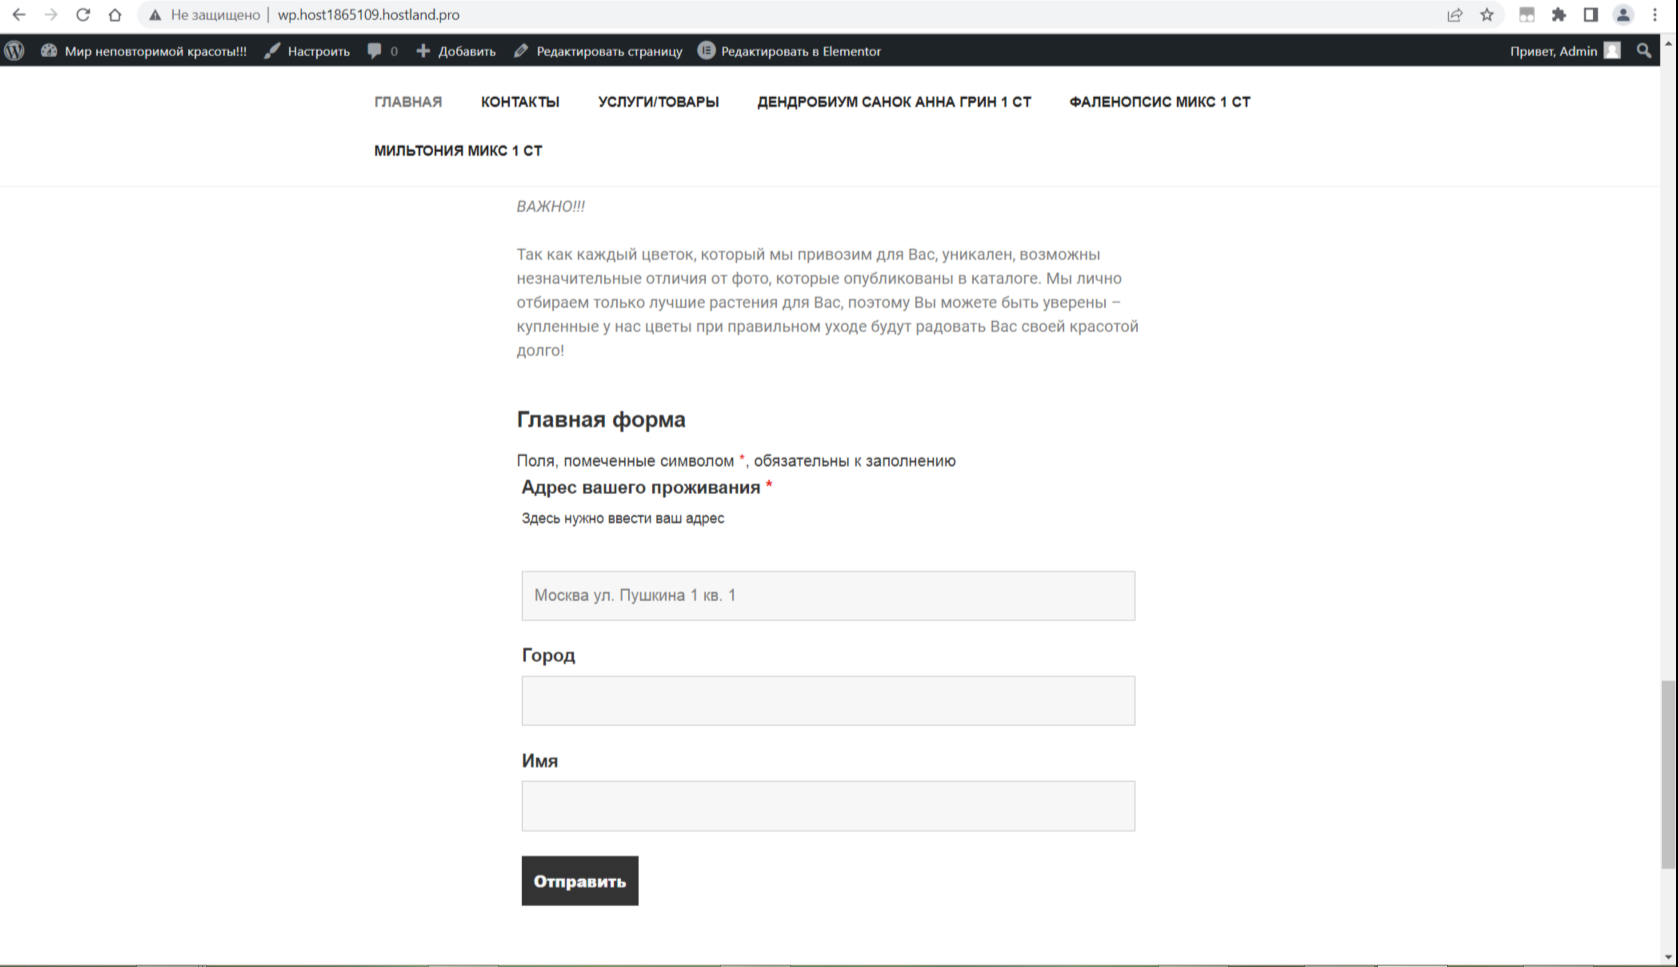 Не защищено | wp.host1865109.hostland.pro
Мир неповторимой красоты!!! Настроить 0 Добавить Редактировать страницу Редактировать в Elementor Привет, Admin
ГЛАВНАЯ КОНТАКТЫ УСЛУГИ/ТОВАРЫ ДЕНДРОБИУМ САНОК АННА ГРИН 1 СТ ФАЛЕНОПСИС МИКС 1 СТ
МИЛЬТОНИЯ МИКС 1 СТ
ВАЖНО!!!
Так как каждый цветок, который мы привозим для Вас, уникален, возможны
незначительные отличия от фото, которые опубликованы в каталоге. Мы лично
отбираем только лучшие растения для Вас, поэтому Вы можете быть уверены –
купленные у нас цветы при правильном уходе будут радовать Вас своей красотой
долго!
Главная форма
Поля, помеченные символом *, обязательны к заполнению
Адрес вашего проживания *
Здесь нужно ввести ваш адрес
Москва ул. Пушкина 1 кв. 1
Город
Имя
Отправить